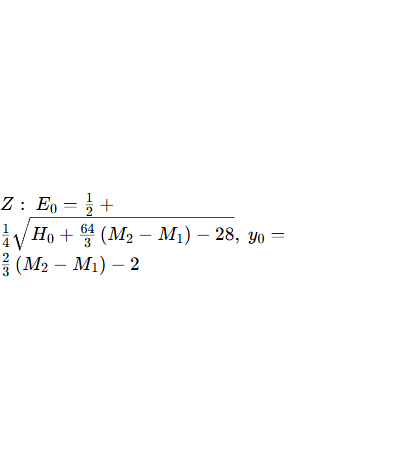 Z : E₀ = 1/2 +
1/4 √(H₀ + 64/3 (M₂ − M₁) − 28), y₀ =
2/3 (M₂ − M₁) − 2